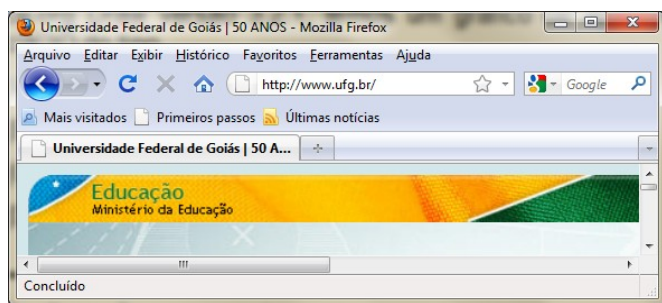 Universidade Federal de Goiás | 50 ANOS - Mozilla Firefox
Arquivo Editar Exibir Histórico Favoritos Ferramentas Ajuda
http://www.ufg.br/ Google
Mais visitados Primeiros passos Últimas notícias
Universidade Federal de Goiás | 50 A...
Educação
Ministério da Educação
Concluído